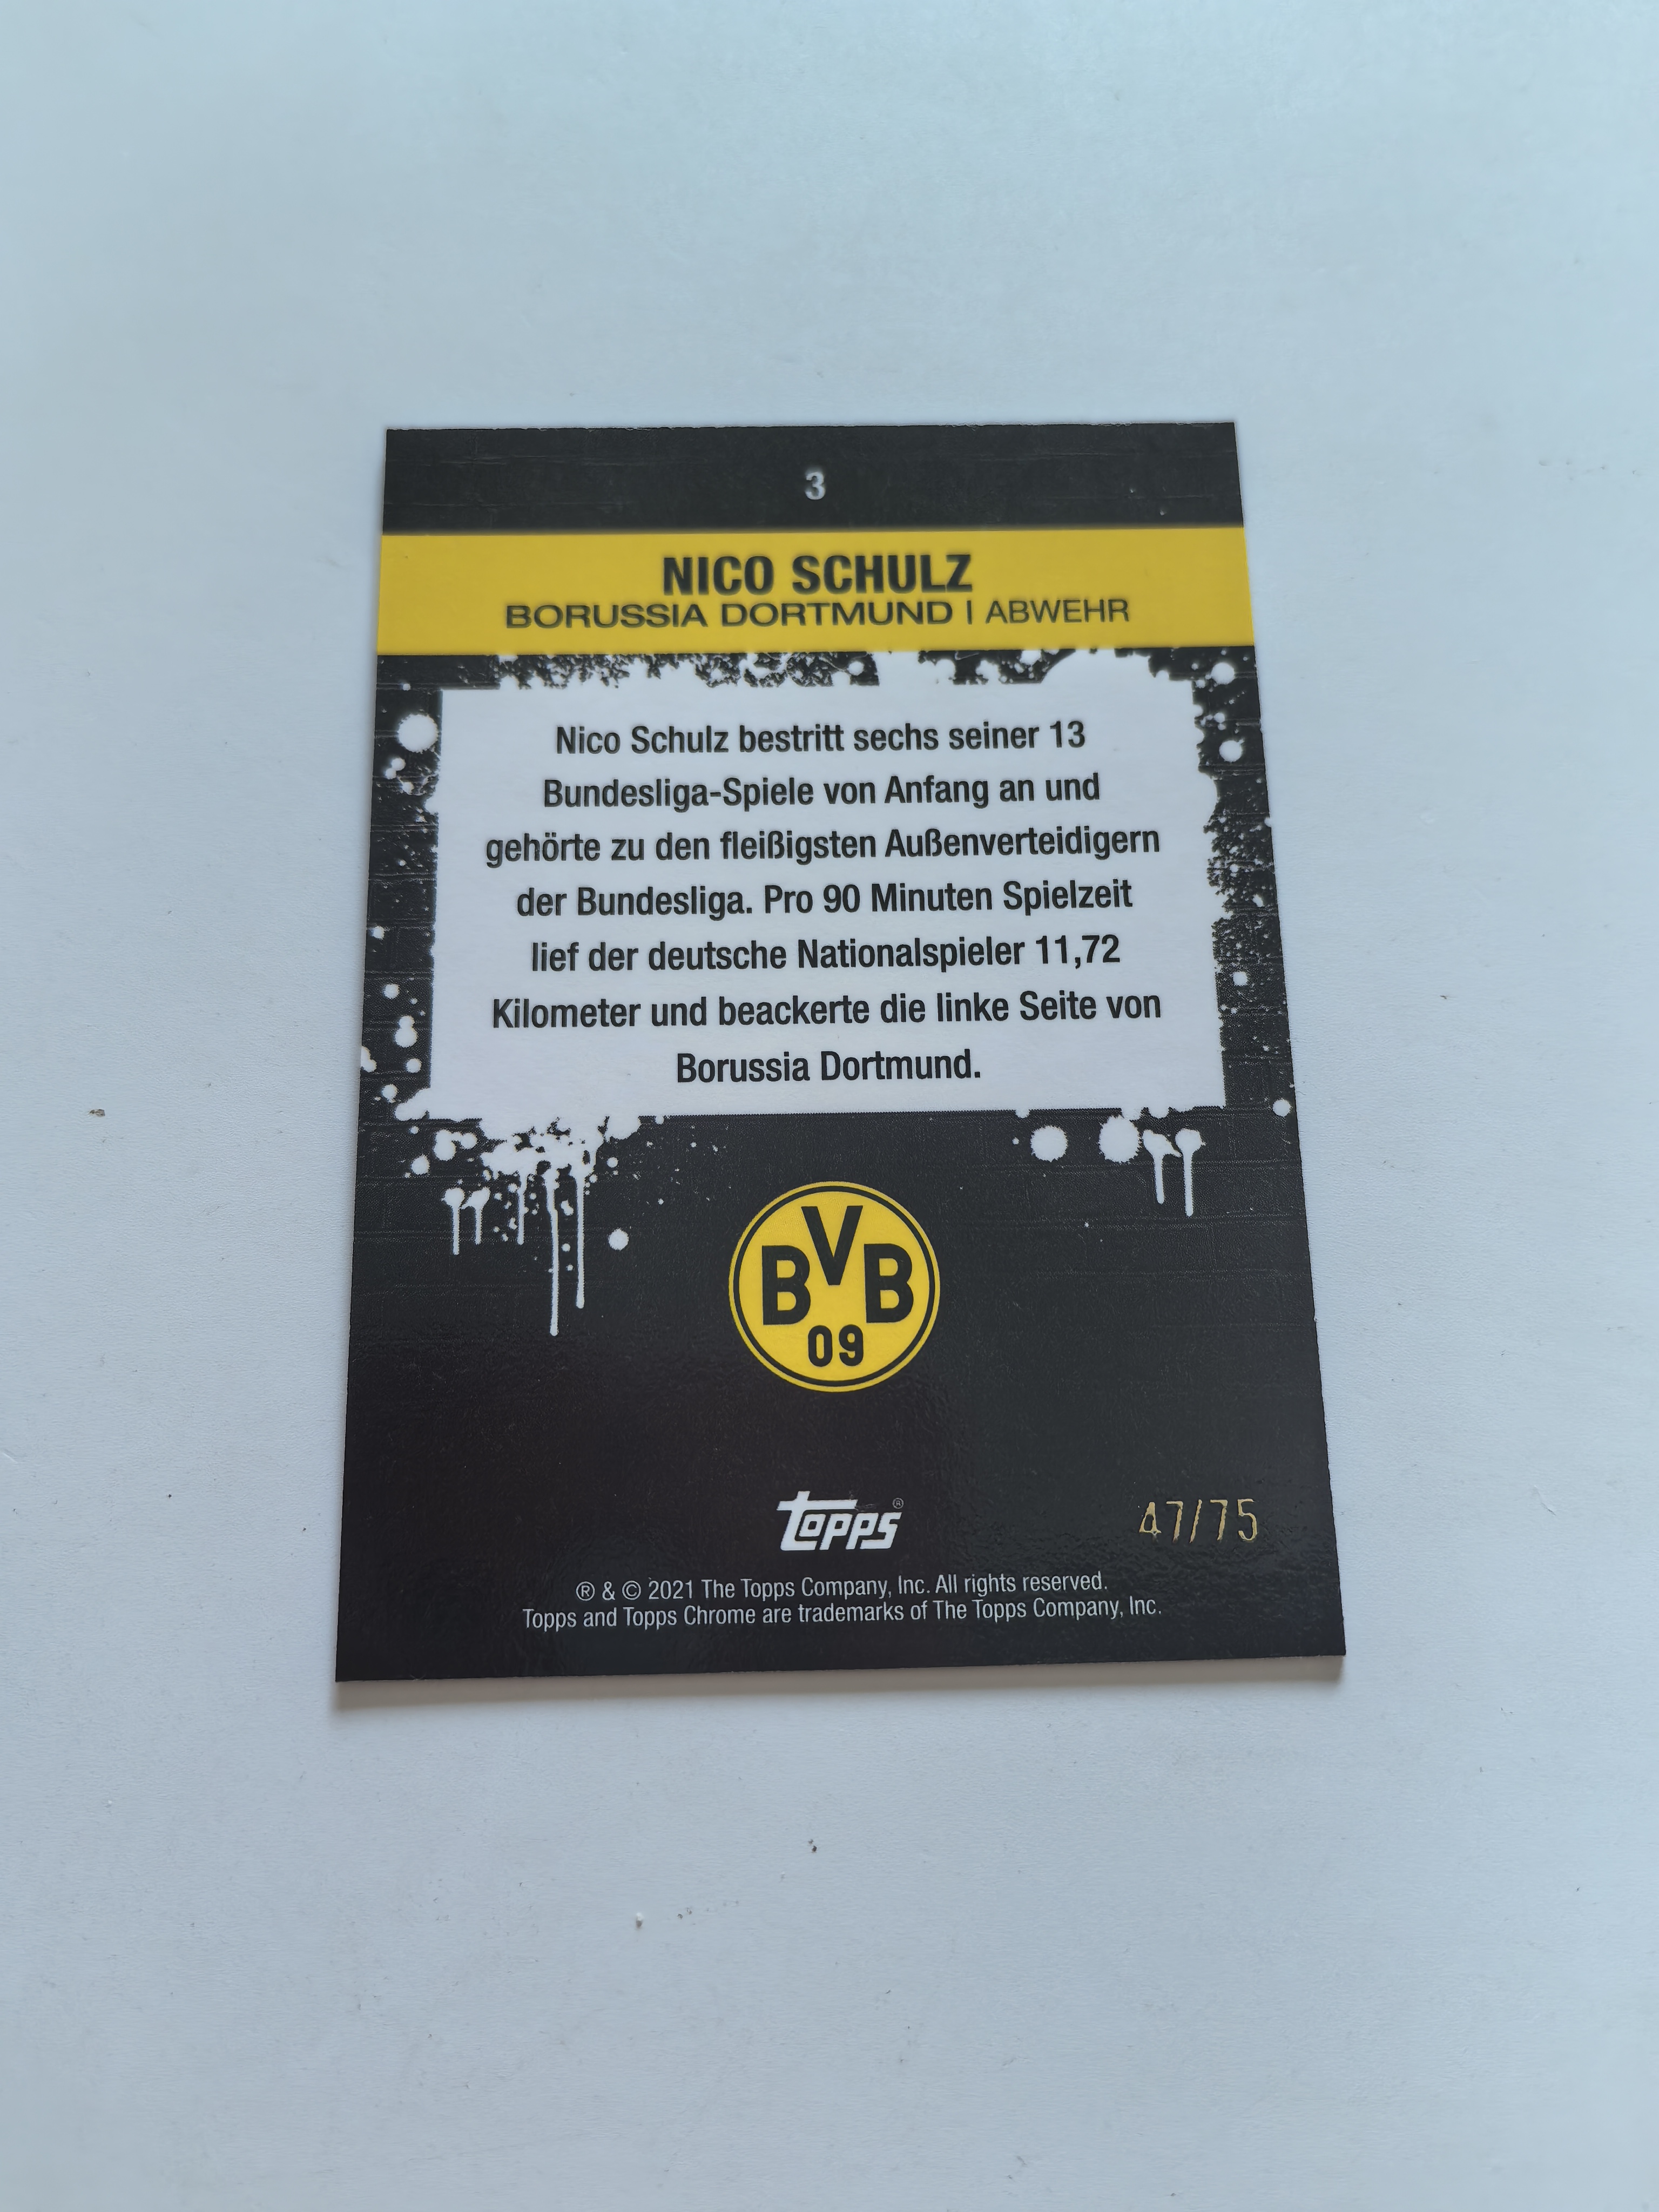 3
NICO SCHULZ
BORUSSIA DORTMUND | ABWEHR
Nico Schulz bestritt sechs seiner 13
Bundesliga-Spiele von Anfang an und
gehörte zu den fleißigsten Außenverteidigern
der Bundesliga. Pro 90 Minuten Spielzeit
lief der deutsche Nationalspieler 11,72
Kilometer und beackerte die linke Seite von
Borussia Dortmund.
BVB
09
Topps®
47/75
® & © 2021 The Topps Company, Inc. All rights reserved.
Topps and Topps Chrome are trademarks of The Topps Company, Inc.